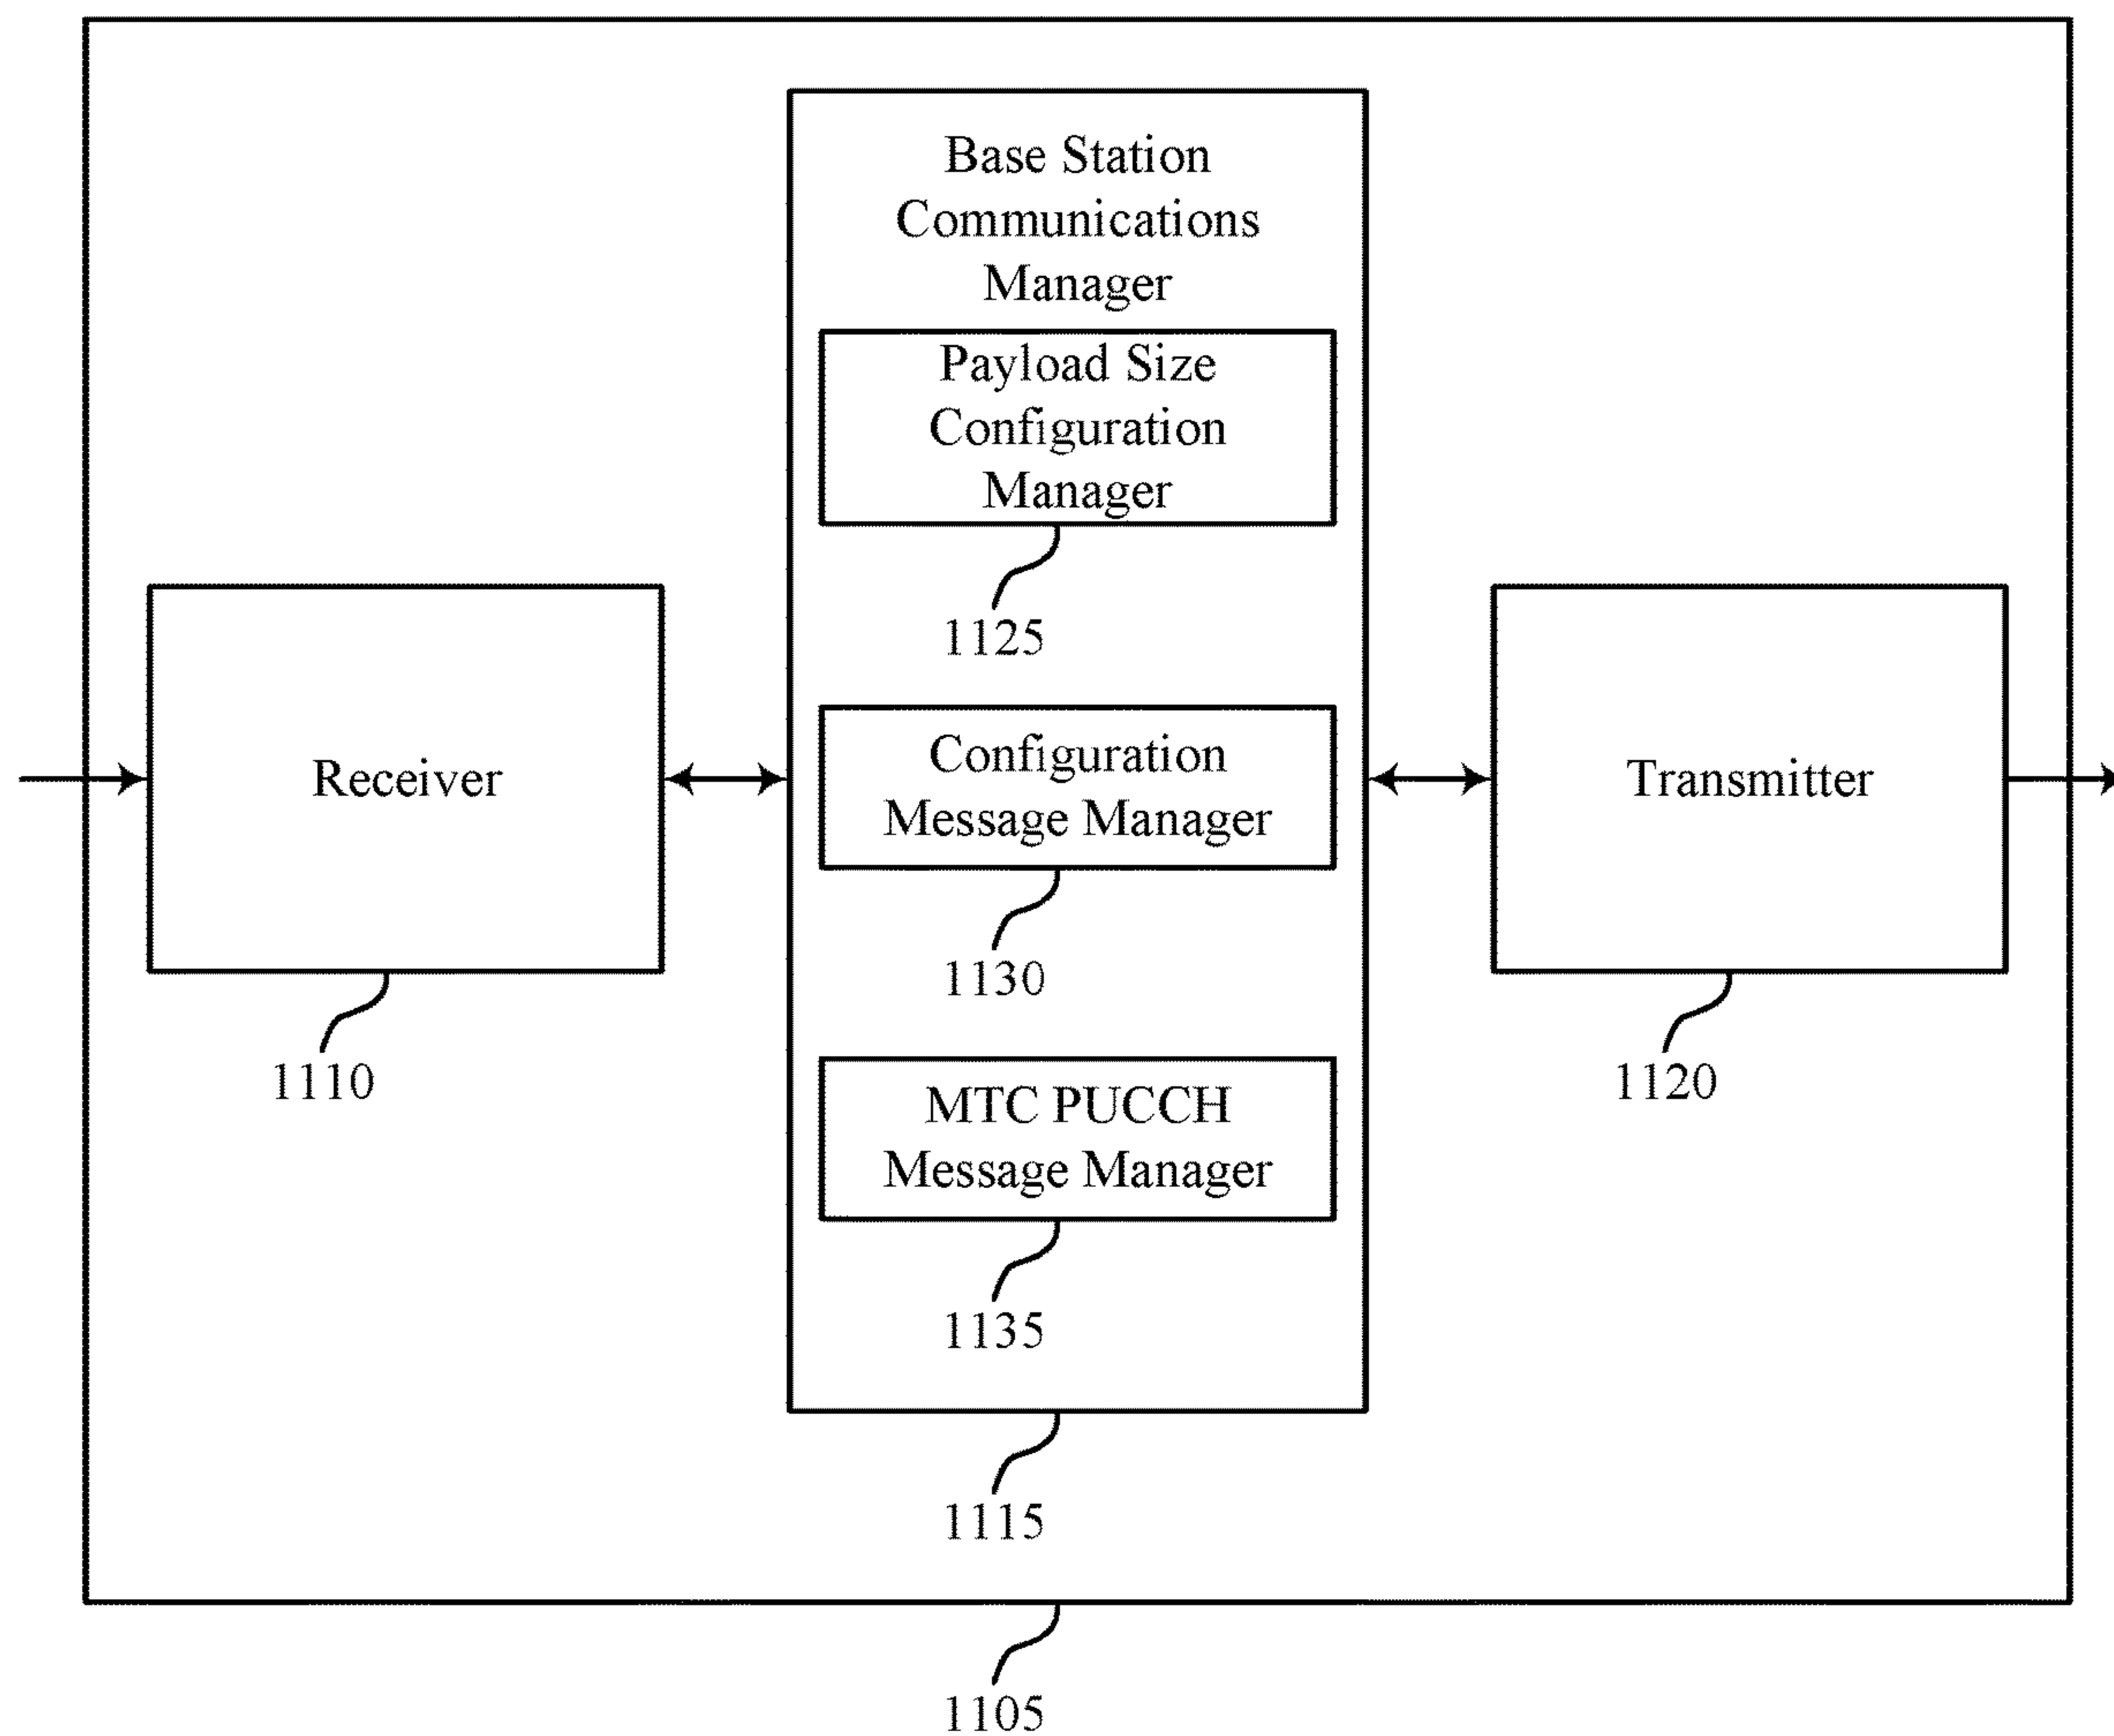 Base Station
Communications
Manager
Payload Size
Configuration
Manager
1125
Receiver
1110
Configuration
Message Manager
1130
Transmitter
1120
MTC PUCCH
Message Manager
1135
1115
1105